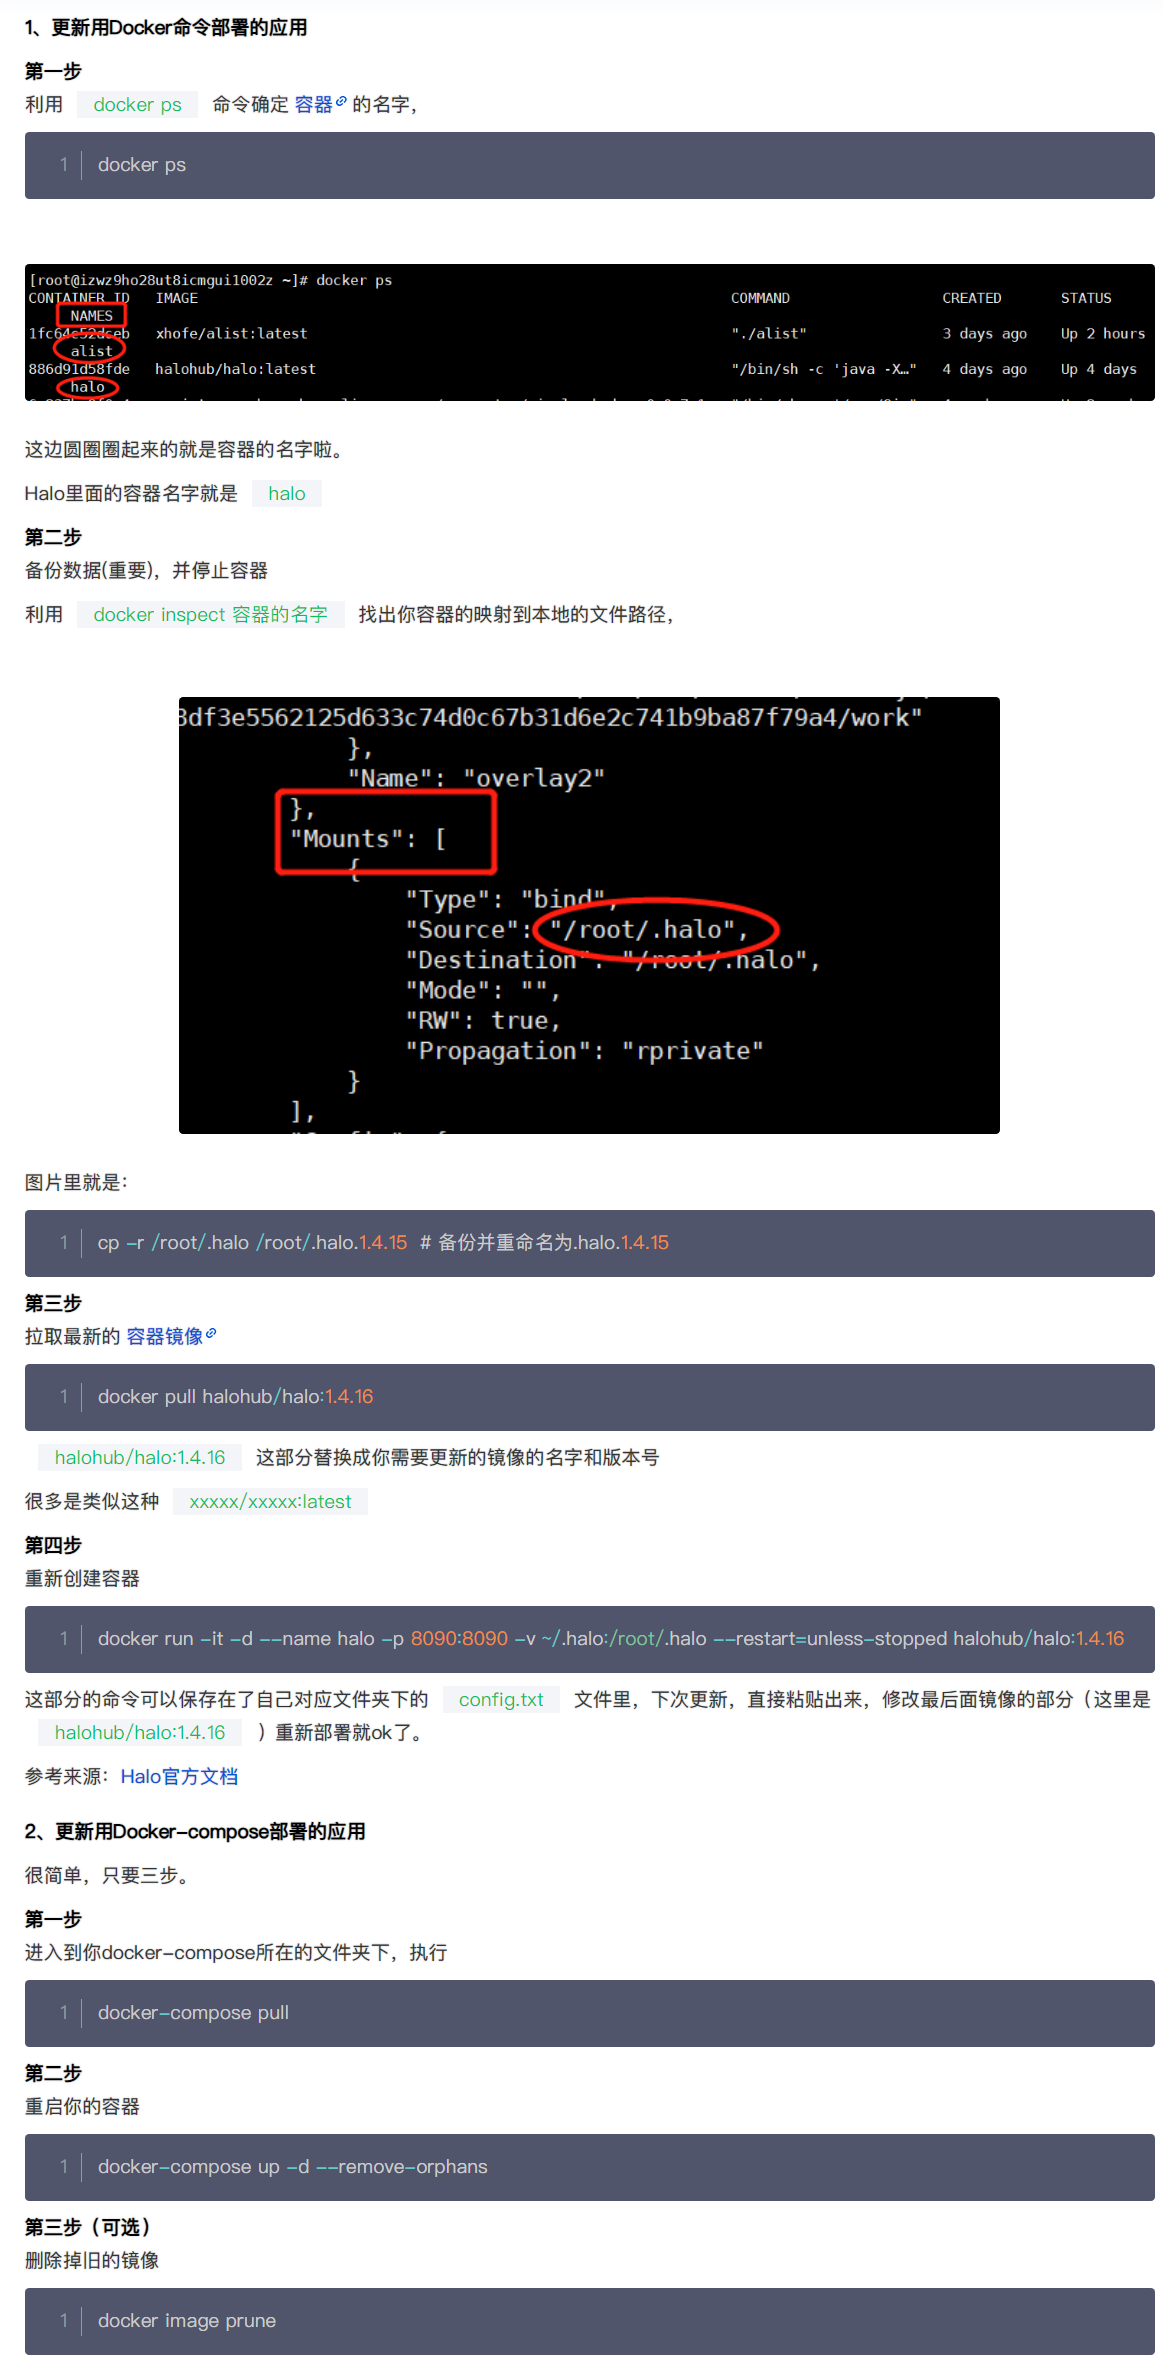 1、更新用Docker命令部署的应用
第一步
利用 docker ps 命令确定 容器 的名字，
1 docker ps
[root@izwz9ho28ut8icmgui1002z ~]# docker ps
CONTAINER ID IMAGE COMMAND CREATED STATUS
NAMES
1fc64c52dceb xhofe/alist:latest "./alist" 3 days ago Up 2 hours
alist
886d91d58fde halohub/halo:latest "/bin/sh -c 'java -X…" 4 days ago Up 4 days
halo
这边圆圈圈起来的就是容器的名字啦。
Halo里面的容器名字就是 halo
第二步
备份数据(重要)，并停止容器
利用 docker inspect 容器的名字 找出你容器的映射到本地的文件路径，
3df3e5562125d633c74d0c67b31d6e2c741b9ba87f79a4/work"
},
"Name": "overlay2"
},
"Mounts": [
{
"Type": "bind",
"Source": "/root/.halo",
"Destination": "/root/.halo",
"Mode": "",
"RW": true,
"Propagation": "rprivate"
}
],
图片里就是：
1 cp -r /root/.halo /root/.halo.1.4.15 # 备份并重命名为.halo.1.4.15
第三步
拉取最新的 容器镜像
1 docker pull halohub/halo:1.4.16
halohub/halo:1.4.16 这部分替换成你需要更新的镜像的名字和版本号
很多是类似这种 xxxxx/xxxxx:latest
第四步
重新创建容器
1 docker run -it -d --name halo -p 8090:8090 -v ~/.halo:/root/.halo --restart=unless-stopped halohub/halo:1.4.16
这部分的命令可以保存在了自己对应文件夹下的 config.txt 文件里，下次更新，直接粘贴出来，修改最后面镜像的部分（这里是
halohub/halo:1.4.16 ）重新部署就ok了。
参考来源：Halo官方文档
2、更新用Docker-compose部署的应用
很简单，只要三步。
第一步
进入到你docker-compose所在的文件夹下，执行
1 docker-compose pull
第二步
重启你的容器
1 docker-compose up -d --remove-orphans
第三步（可选）
删除掉旧的镜像
1 docker image prune